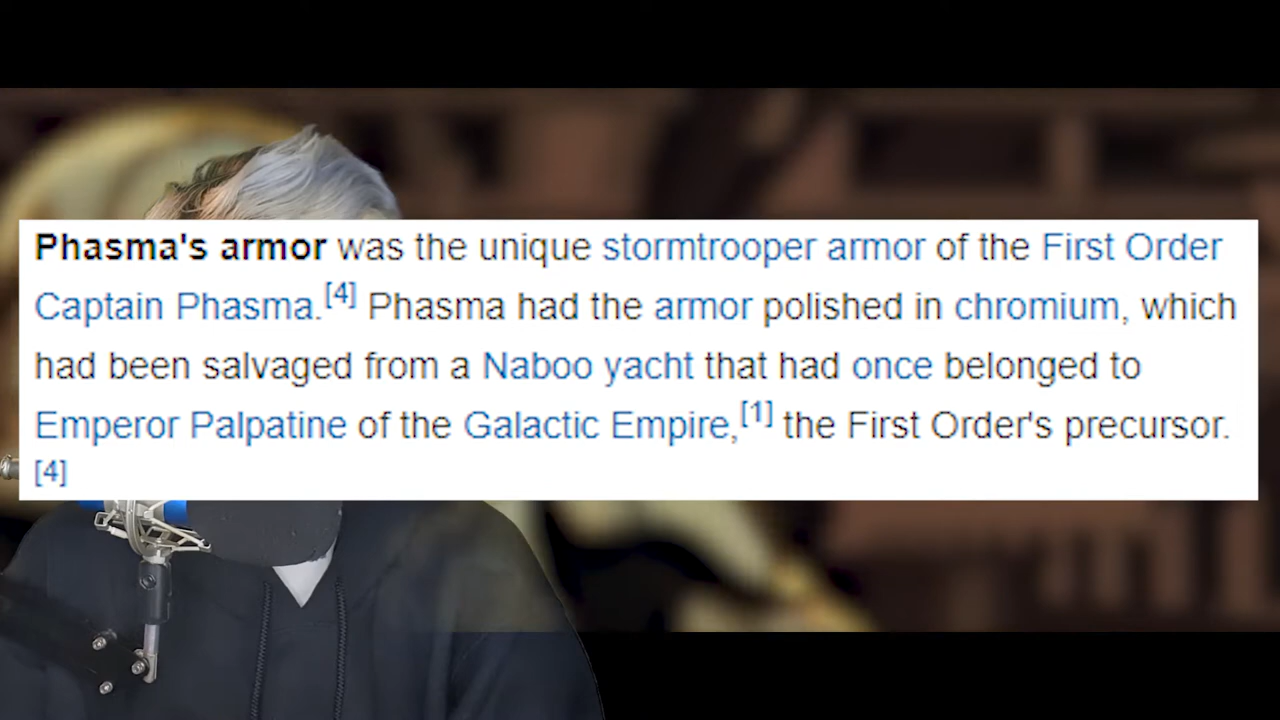 Phasma's armor was the unique stormtrooper armor of the First Order
Captain Phasma.[4] Phasma had the armor polished in chromium, which
had been salvaged from a Naboo yacht that had once belonged to
Emperor Palpatine of the Galactic Empire,[1] the First Order's precursor.
[4]